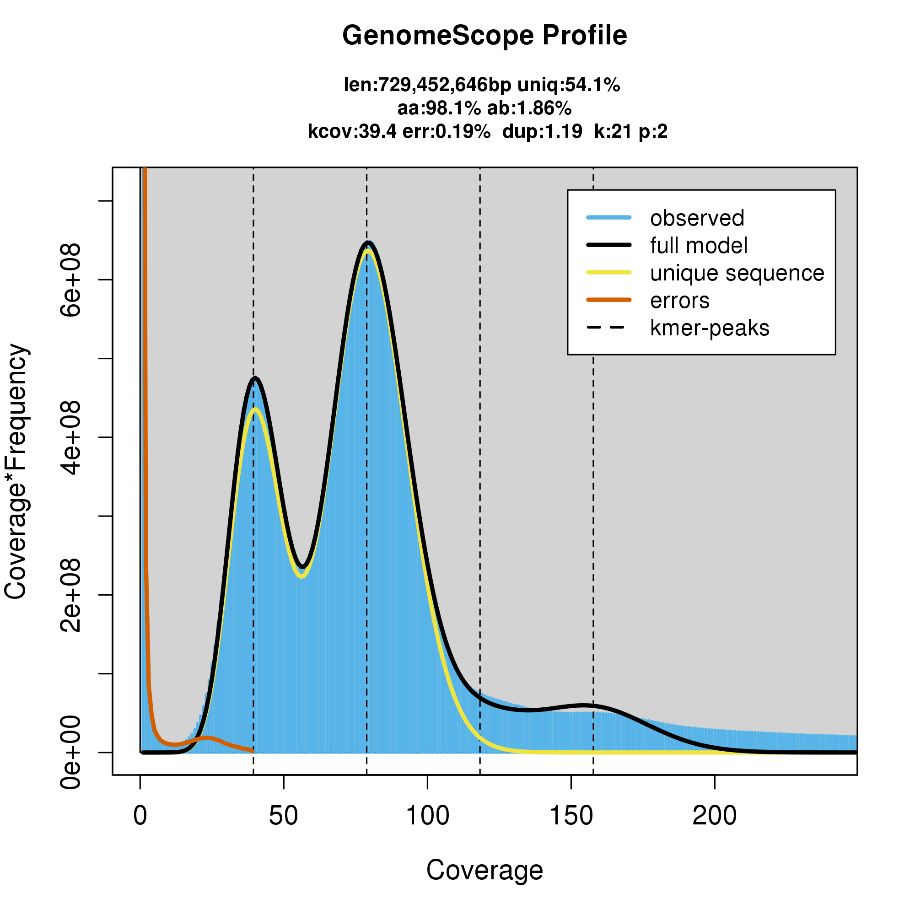 GenomeScope Profile
len:729,452,646bp uniq:54.1%
aa:98.1% ab:1.86%
kcov:39.4 err:0.19% dup:1.19 k:21 p:2
observed
full model
unique sequence
errors
kmer-peaks
Coverage*Frequency
6e+08
4e+08
2e+08
0e+00
0 50 100 150 200
Coverage